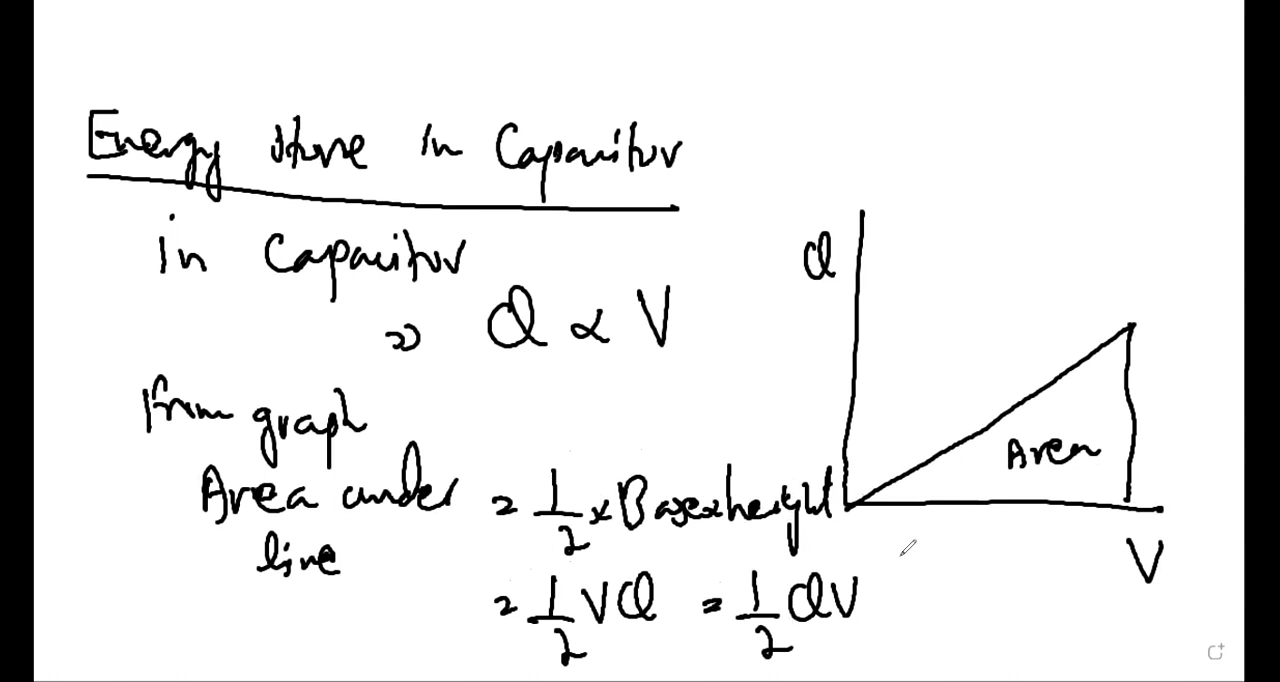 Energy store in Capacitor
in Capacitor
⇒ Q ∝ V
from graph
Area under = 1/2 × Base × height
line
= 1/2 VQ = 1/2 QV
Q
Area
V